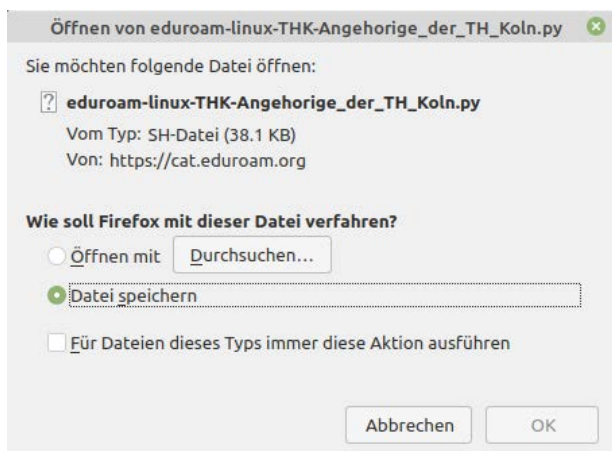 Öffnen von eduroam-linux-THK-Angehorige_der_TH_Koln.py
Sie möchten folgende Datei öffnen:
eduroam-linux-THK-Angehorige_der_TH_Koln.py
Vom Typ: SH-Datei (38.1 KB)
Von: https://cat.eduroam.org
Wie soll Firefox mit dieser Datei verfahren?
Öffnen mit Durchsuchen...
Datei speichern
Für Dateien dieses Typs immer diese Aktion ausführen
Abbrechen OK